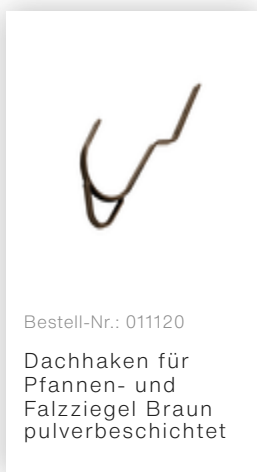 Bestell-Nr.: 011120
Dachhaken für
Pfannen- und
Falzziegel Braun
pulverbeschichtet